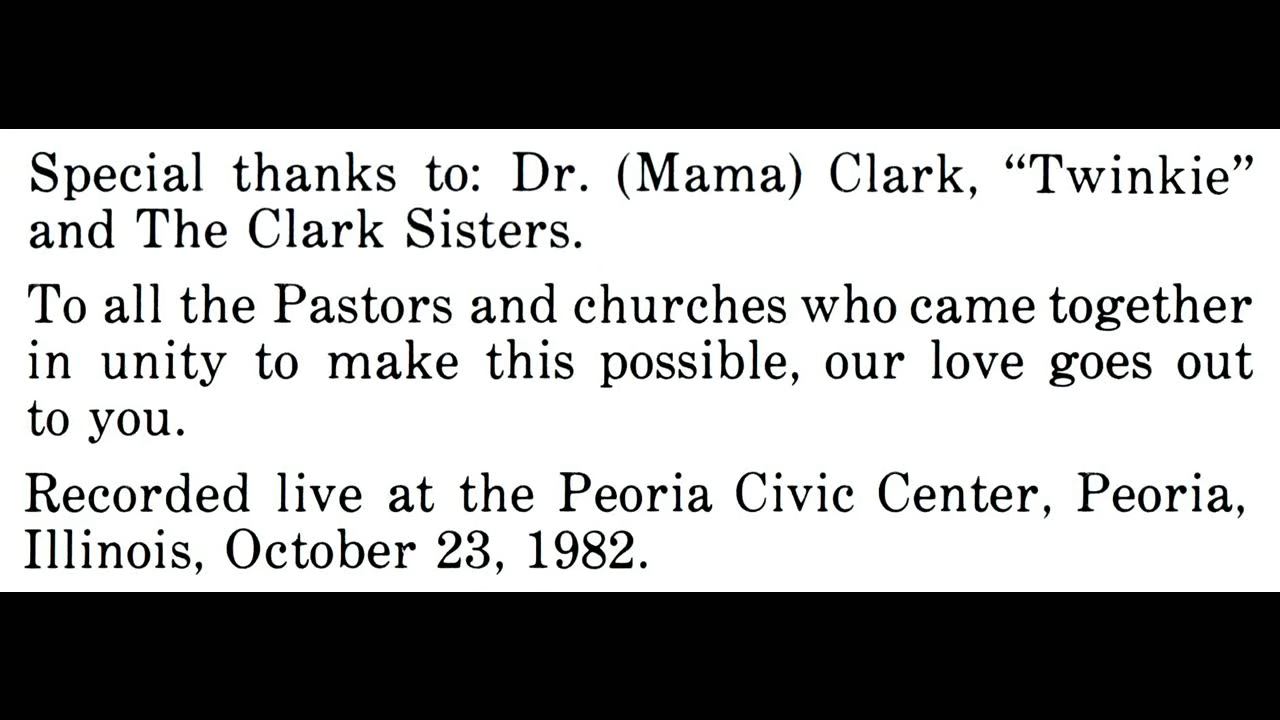 Special thanks to: Dr. (Mama) Clark, “Twinkie”
and The Clark Sisters.
To all the Pastors and churches who came together
in unity to make this possible, our love goes out
to you.
Recorded live at the Peoria Civic Center, Peoria,
Illinois, October 23, 1982.